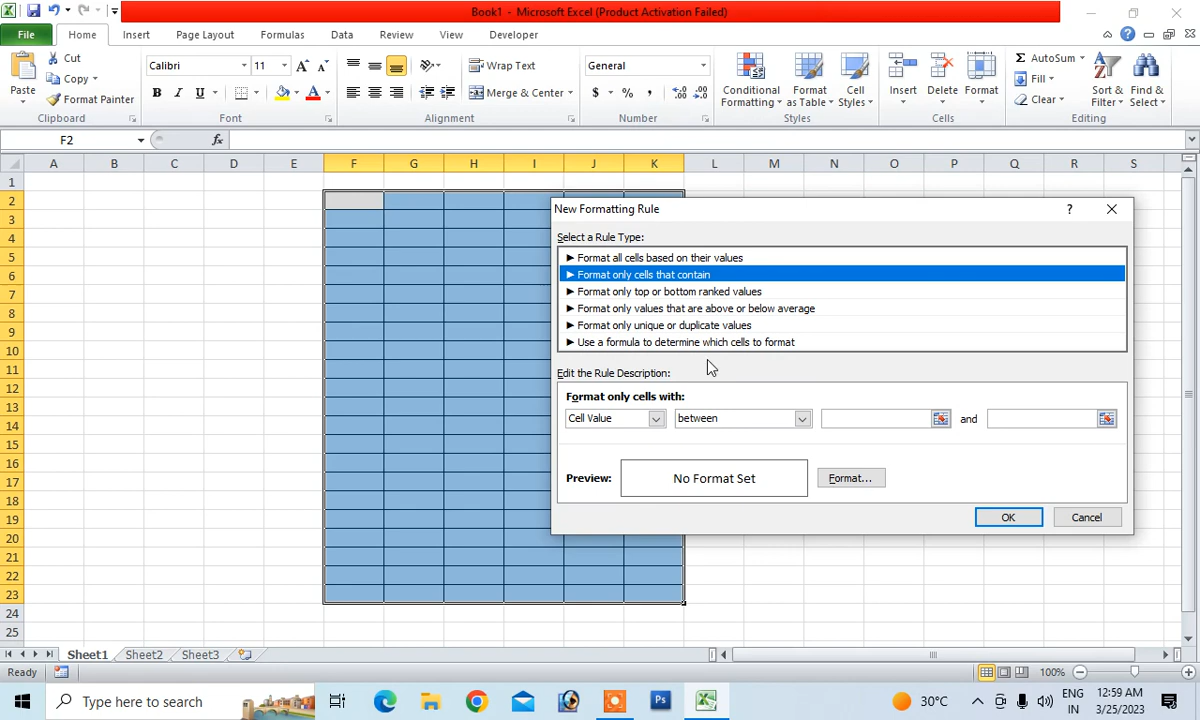 Book1 - Microsoft Excel (Product Activation Failed)
File Home Insert Page Layout Formulas Data Review View Developer
Cut
Copy
Format Painter
Paste
Clipboard
Calibri 11
B I U
Font
Wrap Text
Merge & Center
Alignment
General
$ % ,
Number
Conditional Formatting
Format as Table
Cell Styles
Styles
Insert Delete Format
Cells
Σ AutoSum
Fill
Clear
Sort & Filter
Find & Select
Editing
F2 fx
A B C D E F G H I J K L M N O P Q R S
1
2
3
4
5
6
7
8
9
10
11
12
13
14
15
16
17
18
19
20
21
22
23
24
25
New Formatting Rule ?
Select a Rule Type:
► Format all cells based on their values
► Format only cells that contain
► Format only top or bottom ranked values
► Format only values that are above or below average
► Format only unique or duplicate values
► Use a formula to determine which cells to format
Edit the Rule Description:
Format only cells with:
Cell Value between and
Preview: No Format Set Format...
OK Cancel
Sheet1 Sheet2 Sheet3
Ready 100%
Type here to search
30°C
ENG
IN
12:59 AM
3/25/2023